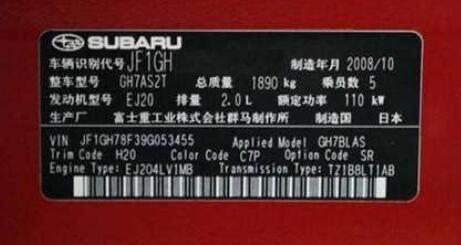 SUBARU
车辆识别代号 JF1GH 制造年月 2008/10
整车型号 GH7AS2T 总质量 1890 kg 乘员数 5
发动机型号 EJ20 排量 2.0L 额定功率 110 kW
生产厂 富士重工业株式会社群马制作所 制造国 日本
VIN JF1GH78F39G053455 Applied Model GH7BLAS
Trim Code H20 Color Code C7P Option Code SR
Engine Type: EJ204LV1MB Transmission Type: TZ1B8LT1AB